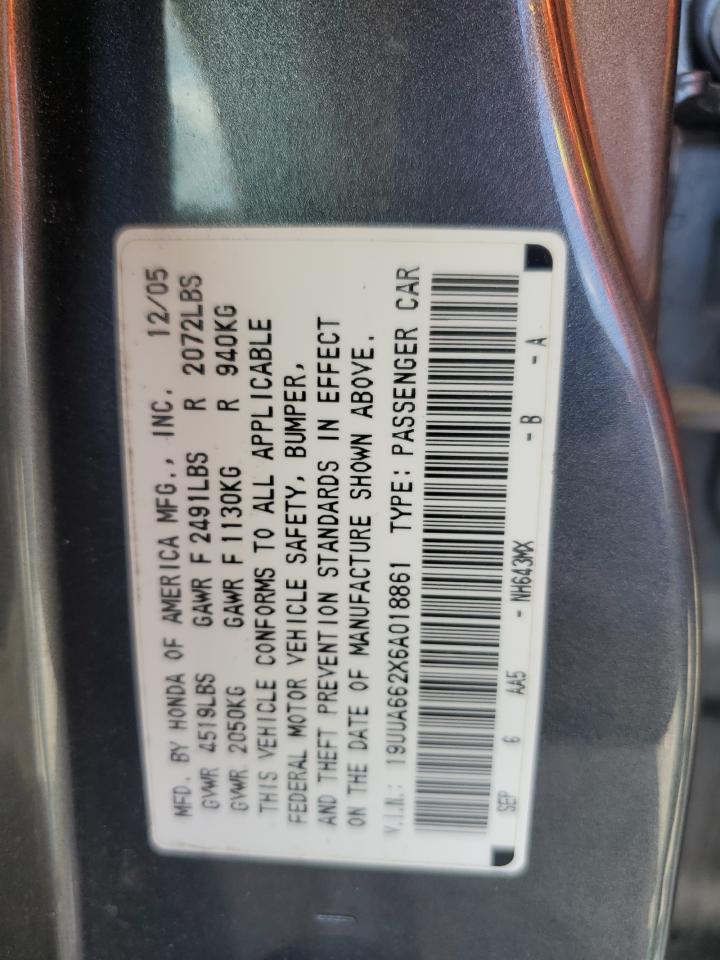 MFD. BY HONDA OF AMERICA MFG., INC. 12/05
GVWR 4519LBS GAWR F 2491LBS R 2072LBS
GVWR 2050KG GAWR F 1130KG R 940KG
THIS VEHICLE CONFORMS TO ALL APPLICABLE
FEDERAL MOTOR VEHICLE SAFETY, BUMPER,
AND THEFT PREVENTION STANDARDS IN EFFECT
ON THE DATE OF MANUFACTURE SHOWN ABOVE.
V.I.N.: 19UUA662X6A018861 TYPE: PASSENGER CAR
SEP 6 AA5 - NH643MX - B - A